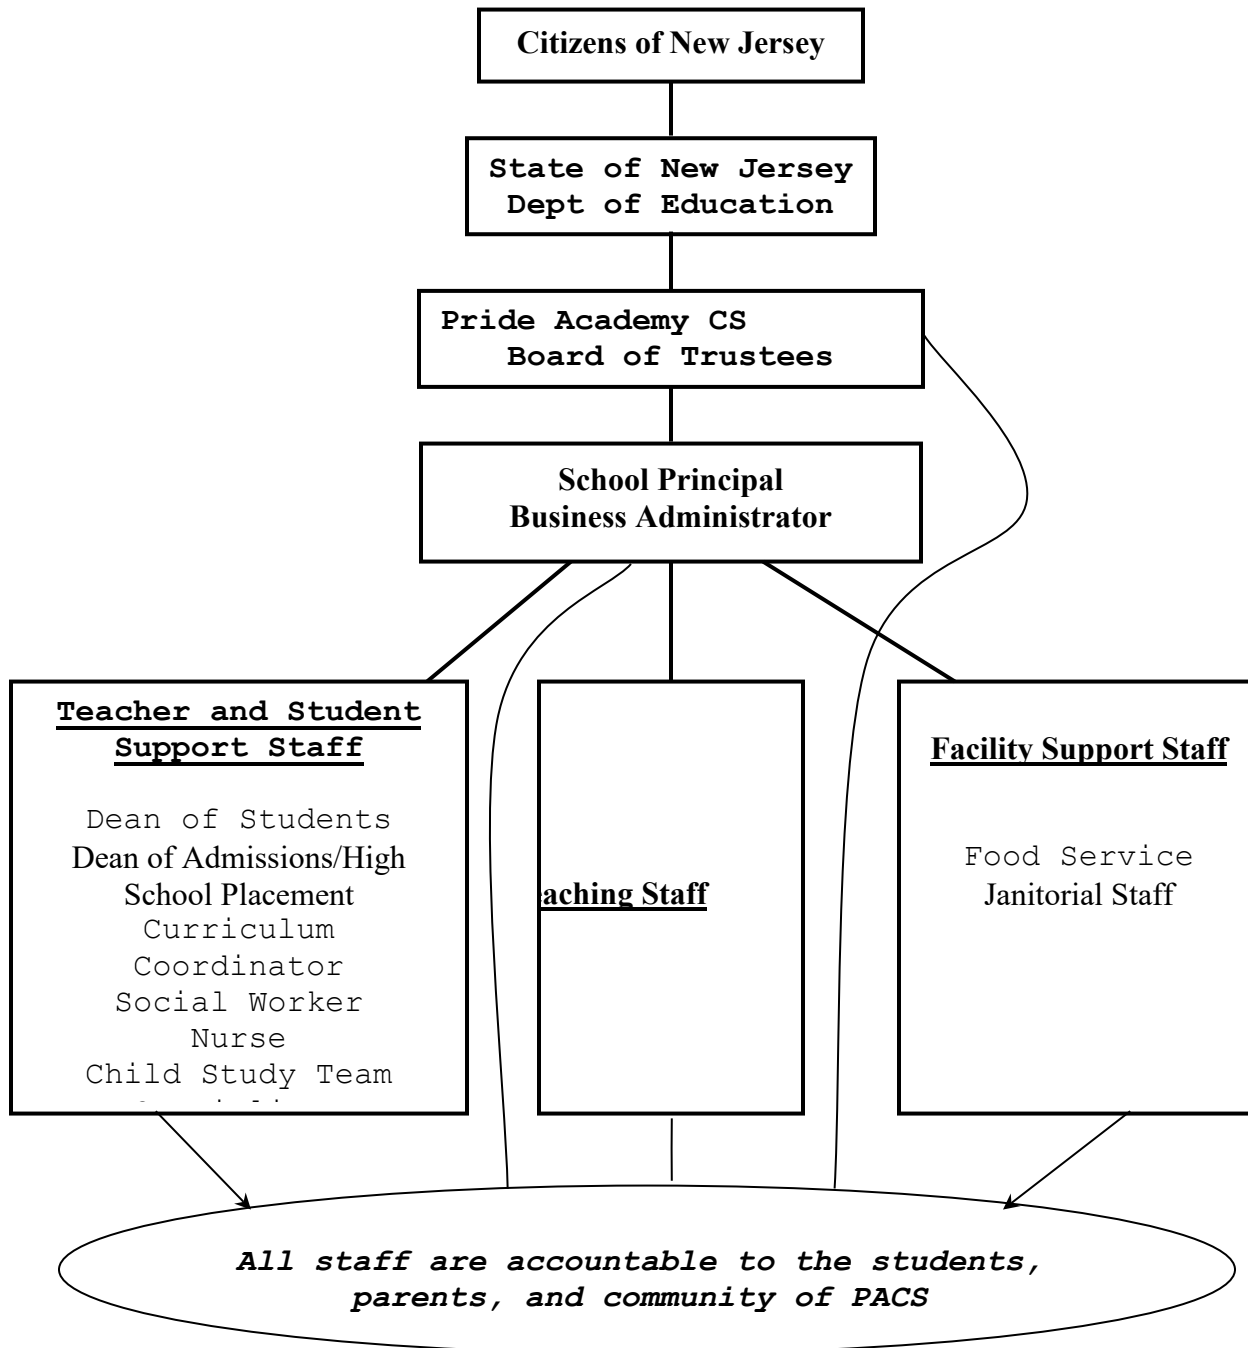 Citizens of New Jersey
State of New Jersey
Dept of Education
Pride Academy CS
Board of Trustees
School Principal
Business Administrator
Teacher and Student
Support Staff
Dean of Students
Dean of Admissions/High
School Placement
Curriculum
Coordinator
Social Worker
Nurse
Child Study Team
aching Staff
Facility Support Staff
Food Service
Janitorial Staff
All staff are accountable to the students,
parents, and community of PACS